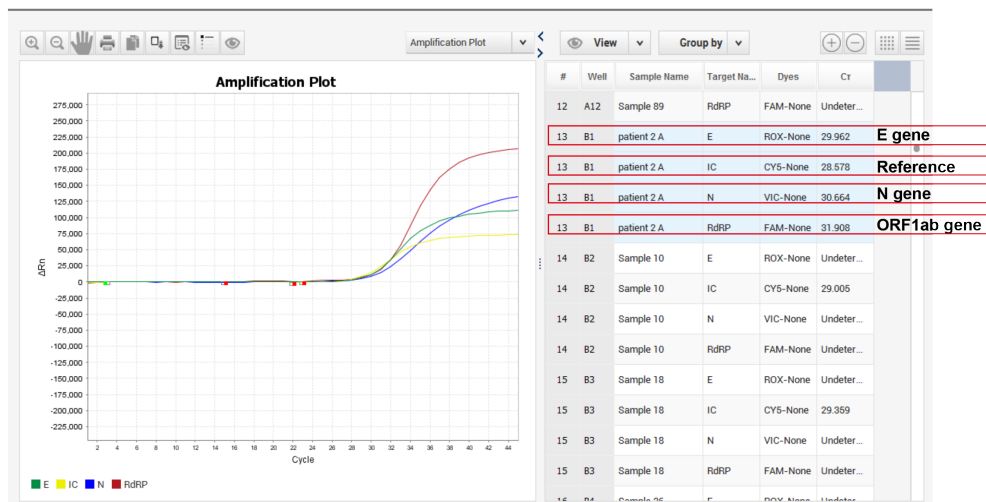 Amplification Plot
View
Group by
Amplification Plot
275,000
250,000
225,000
200,000
175,000
150,000
125,000
100,000
75,000
50,000
25,000
0
-25,000
-50,000
-75,000
-100,000
-125,000
-150,000
-175,000
-200,000
-225,000
ΔRn
2 4 6 8 10 12 14 16 18 20 22 24 26 28 30 32 34 36 38 40 42 44
Cycle
E IC N RdRP
# Well Sample Name Target Na... Dyes CT
12 A12 Sample 89 RdRP FAM-None Undeter...
13 B1 patient 2 A E ROX-None 29.962 E gene
13 B1 patient 2 A IC CY5-None 28.578 Reference
13 B1 patient 2 A N VIC-None 30.664 N gene
13 B1 patient 2 A RdRP FAM-None 31.908 ORF1ab gene
14 B2 Sample 10 E ROX-None Undeter...
14 B2 Sample 10 IC CY5-None 29.005
14 B2 Sample 10 N VIC-None Undeter...
14 B2 Sample 10 RdRP FAM-None Undeter...
15 B3 Sample 18 E ROX-None Undeter...
15 B3 Sample 18 IC CY5-None 29.359
15 B3 Sample 18 N VIC-None Undeter...
15 B3 Sample 18 RdRP FAM-None Undeter...